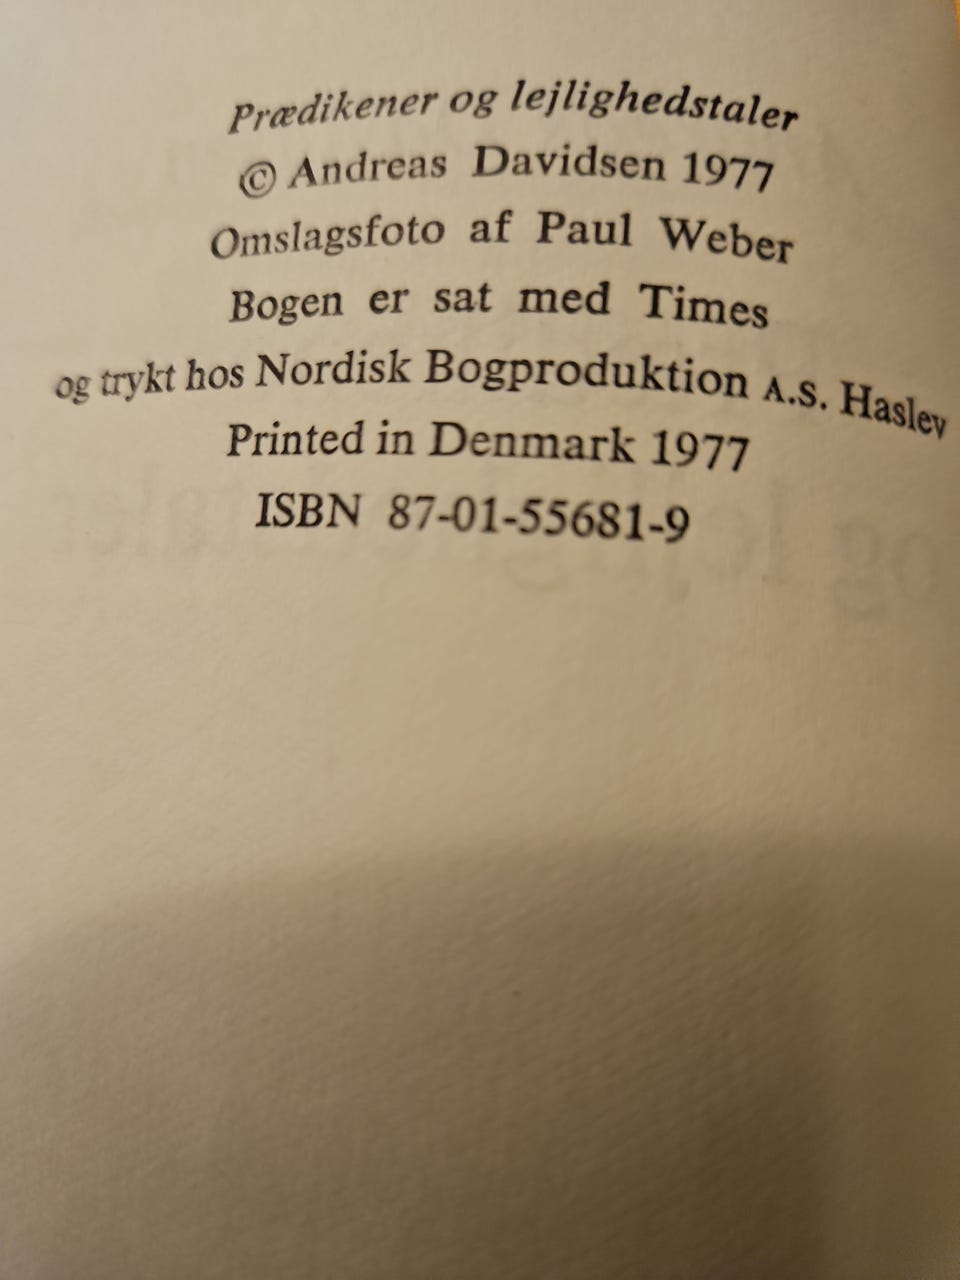 Prædikener og lejlighedstaler
© Andreas Davidsen 1977
Omslagsfoto af Paul Weber
Bogen er sat med Times
og trykt hos Nordisk Bogproduktion A.S. Haslev
Printed in Denmark 1977
ISBN 87-01-55681-9